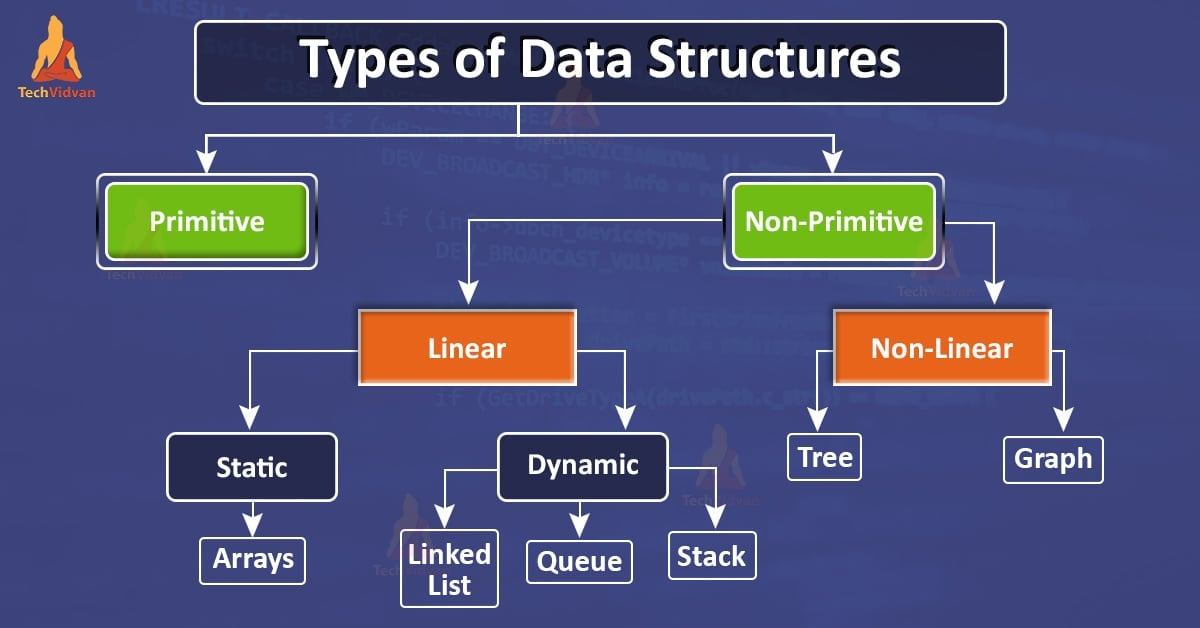 TechVidvan
Types of Data Structures
Primitive
Non-Primitive
Linear
Non-Linear
Static
Dynamic
Tree
Graph
Arrays
Linked
List
Queue
Stack